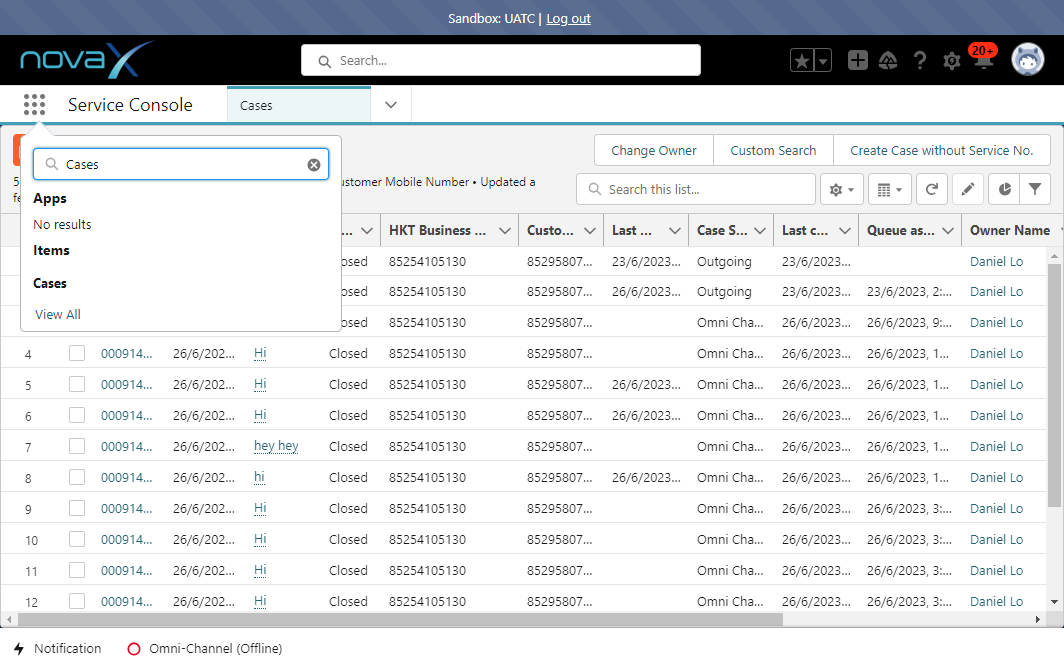 Sandbox: UATC | Log out
novaX
Search...
20+
Service Console
Cases
Cases
Apps
No results
Items
Cases
View All
Change Owner
Custom Search
Create Case without Service No.
5
ustomer Mobile Number • Updated a
fe
Search this list...
... HKT Business ... Custo... Last ... Case S... Last c... Queue as... Owner Name
osed 85254105130 85295807... 23/6/2023... Outgoing 23/6/2023... Daniel Lo
osed 85254105130 85295807... 26/6/2023... Outgoing 23/6/2023... 23/6/2023, 2:... Daniel Lo
osed 85254105130 85295807... Omni Cha... 26/6/2023... 26/6/2023, 9:... Daniel Lo
4 000914... 26/6/202... Hi Closed 85254105130 85295807... Omni Cha... 26/6/2023... 26/6/2023, 1... Daniel Lo
5 000914... 26/6/202... Hi Closed 85254105130 85295807... 26/6/2023... Omni Cha... 26/6/2023... 26/6/2023, 1... Daniel Lo
6 000914... 26/6/202... Hi Closed 85254105130 85295807... 26/6/2023... Omni Cha... 26/6/2023... 26/6/2023, 1... Daniel Lo
7 000914... 26/6/202... hey hey Closed 85254105130 85295807... Omni Cha... 26/6/2023... 26/6/2023, 1... Daniel Lo
8 000914... 26/6/202... hi Closed 85254105130 85295807... 26/6/2023... Omni Cha... 26/6/2023... 26/6/2023, 1... Daniel Lo
9 000914... 26/6/202... Hi Closed 85254105130 85295807... Omni Cha... 26/6/2023... 26/6/2023, 3:... Daniel Lo
10 000914... 26/6/202... Hi Closed 85254105130 85295807... Omni Cha... 26/6/2023... 26/6/2023, 3:... Daniel Lo
11 000914... 26/6/202... Hi Closed 85254105130 85295807... Omni Cha... 26/6/2023... 26/6/2023, 3:... Daniel Lo
12 000914... 26/6/202... Hi Closed 85254105130 85295807... Omni Cha... 26/6/2023... 26/6/2023, 3:... Daniel Lo
Notification
Omni-Channel (Offline)